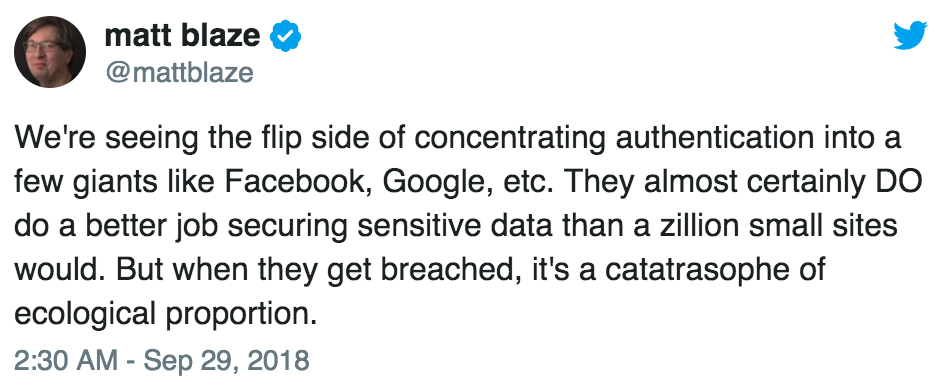 matt blaze
@mattblaze
We're seeing the flip side of concentrating authentication into a
few giants like Facebook, Google, etc. They almost certainly DO
do a better job securing sensitive data than a zillion small sites
would. But when they get breached, it's a catatrasophe of
ecological proportion.
2:30 AM - Sep 29, 2018